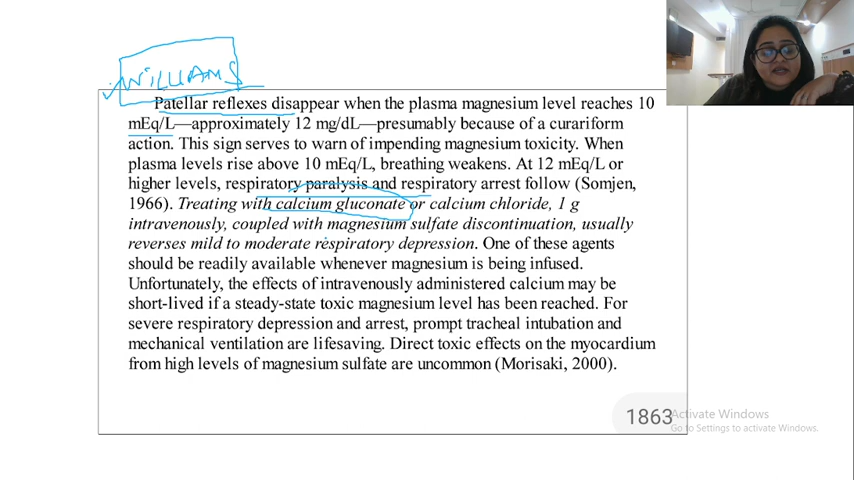 WILLIAMS
Patellar reflexes disappear when the plasma magnesium level reaches 10
mEq/L—approximately 12 mg/dL—presumably because of a curariform
action. This sign serves to warn of impending magnesium toxicity. When
plasma levels rise above 10 mEq/L, breathing weakens. At 12 mEq/L or
higher levels, respiratory paralysis and respiratory arrest follow (Somjen,
1966). Treating with calcium gluconate or calcium chloride, 1 g
intravenously, coupled with magnesium sulfate discontinuation, usually
reverses mild to moderate respiratory depression. One of these agents
should be readily available whenever magnesium is being infused.
Unfortunately, the effects of intravenously administered calcium may be
short-lived if a steady-state toxic magnesium level has been reached. For
severe respiratory depression and arrest, prompt tracheal intubation and
mechanical ventilation are lifesaving. Direct toxic effects on the myocardium
from high levels of magnesium sulfate are uncommon (Morisaki, 2000).
1863
Activate Windows
Go to Settings to activate Windows.